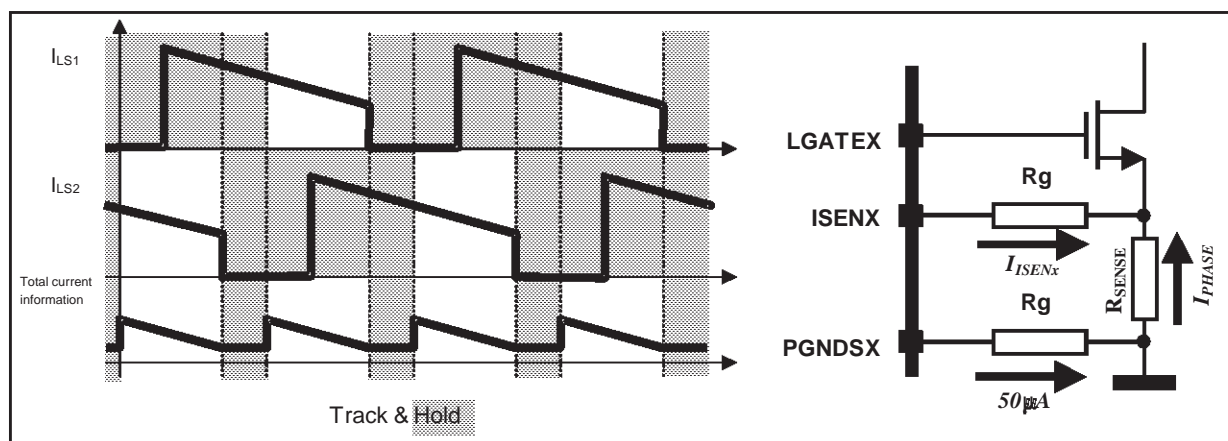 I_LS1
I_LS2
Total current
information
Track & Hold
LGATEX
ISENX
PGNDSX
Rg
I_ISENx
Rg
50µA
R_SENSE
I_PHASE